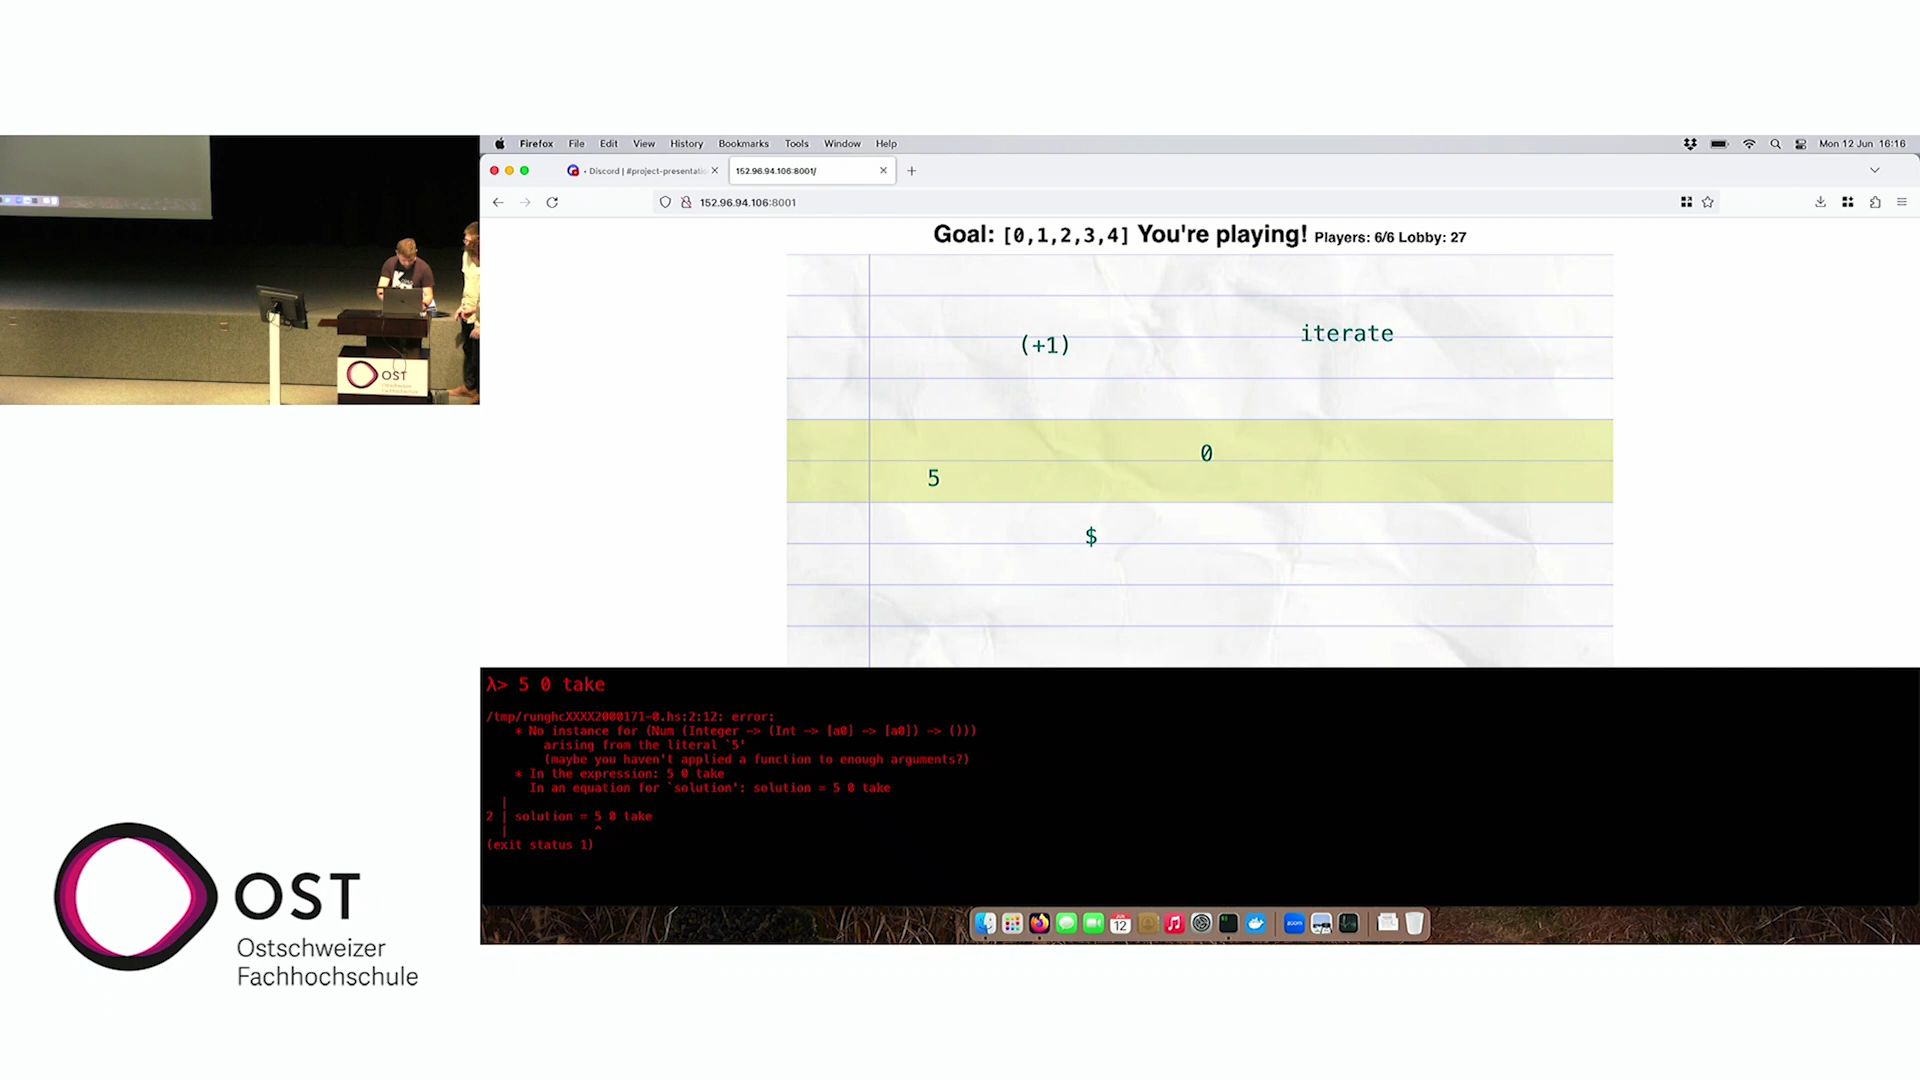 Firefox File Edit View History Bookmarks Tools Window Help Mon 12 Jun 16:16
Discord | #project-presentatio 152.96.94.106:8001/
152.96.94.106:8001
Goal: [0,1,2,3,4] You're playing! Players: 6/6 Lobby: 27
iterate
(+1)
0
5
$
λ> 5 0 take
/tmp/runghcXXXX2000171-0.hs:2:12: error:
* No instance for (Num (Integer -> (Int -> [a0] -> [a0]) -> ()))
arising from the literal `5'
(maybe you haven't applied a function to enough arguments?)
* In the expression: 5 0 take
In an equation for `solution': solution = 5 0 take
|
2 | solution = 5 0 take
| ^
(exit status 1)
OST
OST
Ostschweizer
Fachhochschule
JUN
12
zoom